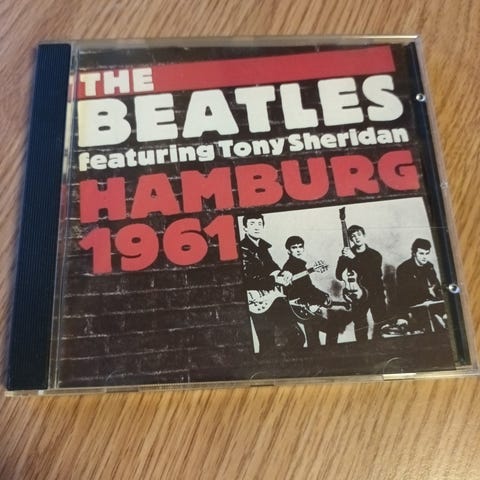 THE
BEATLES
featuring Tony Sheridan
HAMBURG
1961